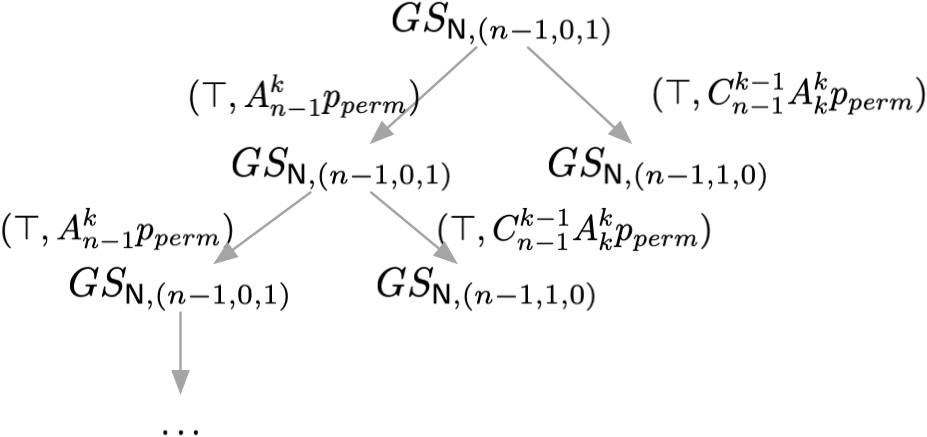 $GS_{\mathsf{N},(n-1,0,1)}$
$(\top, A_{n-1}^{k} p_{perm})$ $(\top, C_{n-1}^{k-1} A_{k}^{k} p_{perm})$
$GS_{\mathsf{N},(n-1,0,1)}$ $GS_{\mathsf{N},(n-1,1,0)}$
$(\top, A_{n-1}^{k} p_{perm})$ $(\top, C_{n-1}^{k-1} A_{k}^{k} p_{perm})$
$GS_{\mathsf{N},(n-1,0,1)}$ $GS_{\mathsf{N},(n-1,1,0)}$
$\dots$